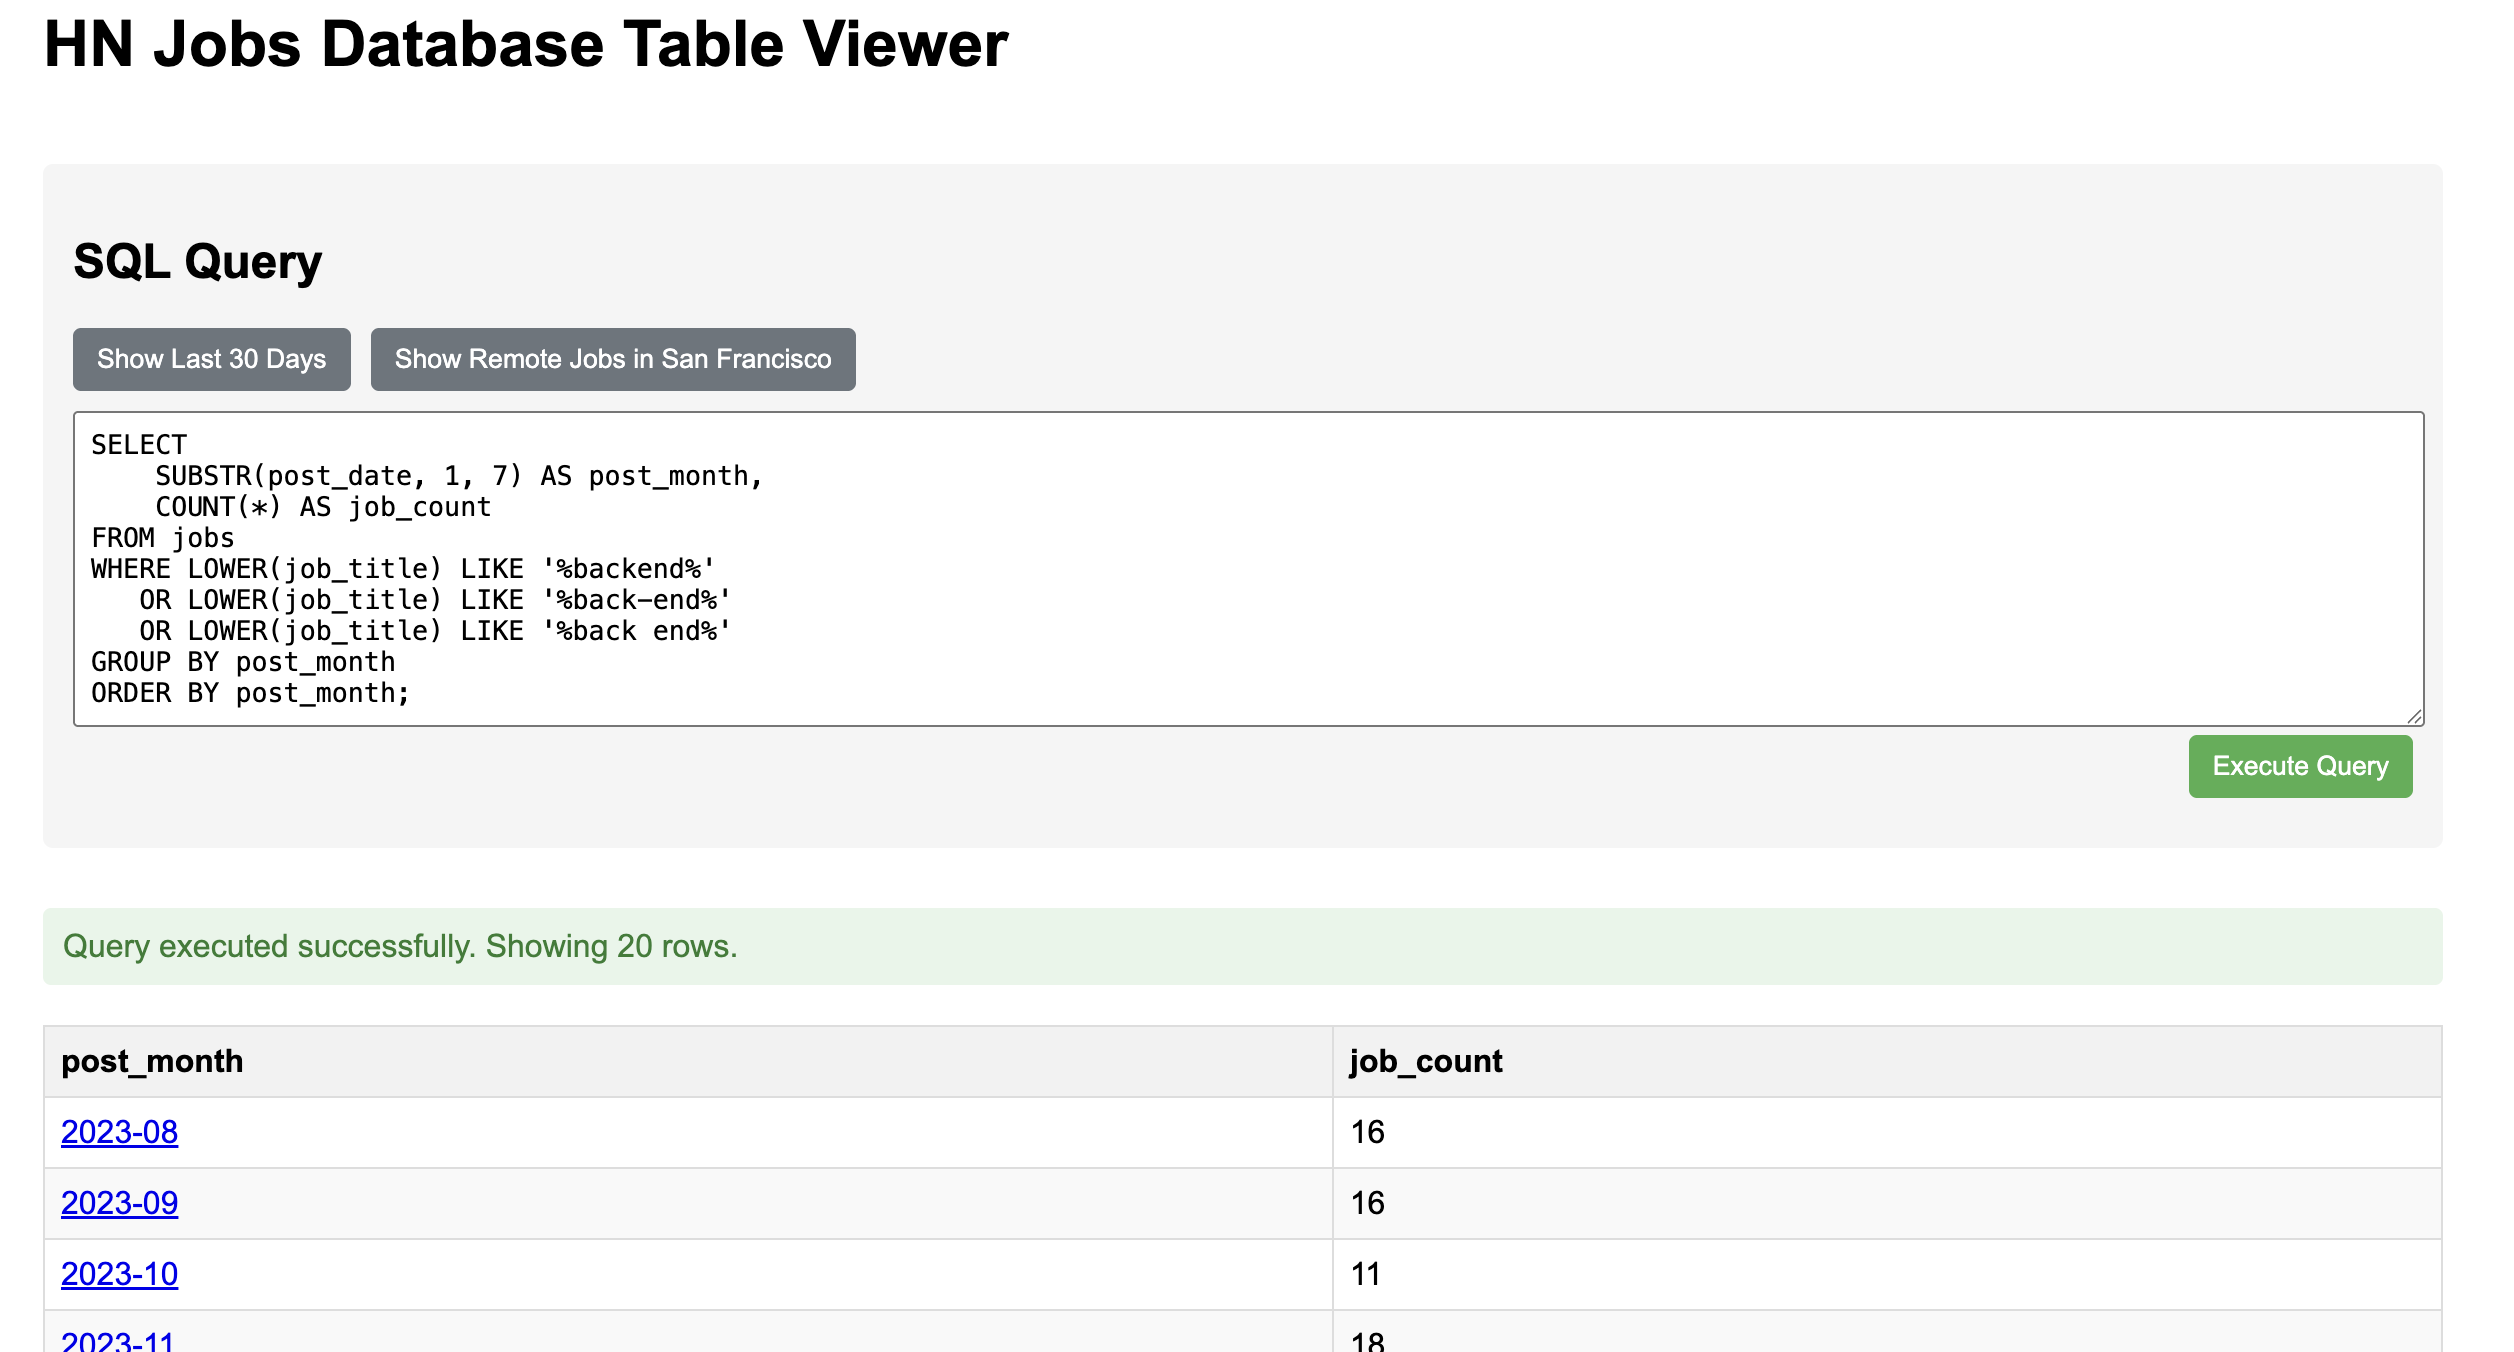 HN Jobs Database Table Viewer
SQL Query
Show Last 30 Days Show Remote Jobs in San Francisco
SELECT
    SUBSTR(post_date, 1, 7) AS post_month,
    COUNT(*) AS job_count
FROM jobs
WHERE LOWER(job_title) LIKE '%backend%'
   OR LOWER(job_title) LIKE '%back-end%'
   OR LOWER(job_title) LIKE '%back end%'
GROUP BY post_month
ORDER BY post_month;
Execute Query
Query executed successfully. Showing 20 rows.
post_month job_count
2023-08 16
2023-09 16
2023-10 11
2023-11 18